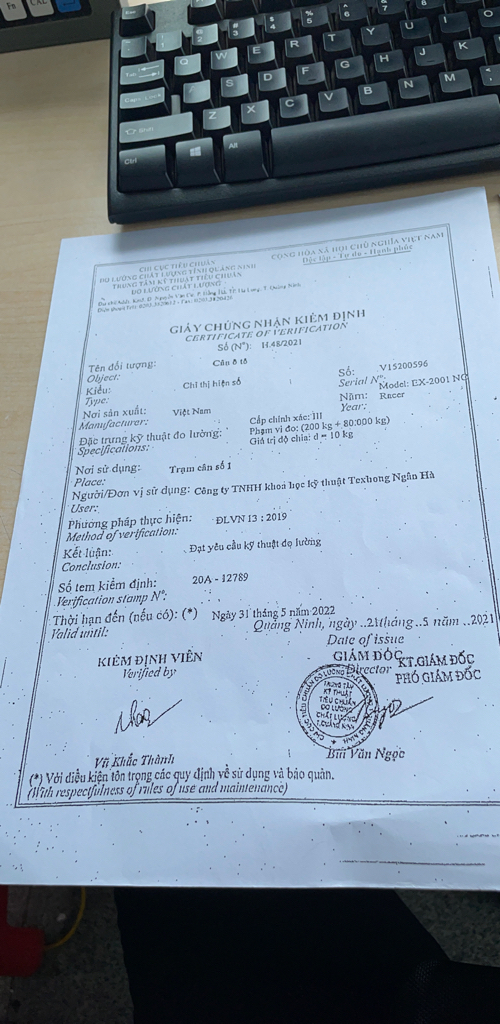 CHI CỤC TIÊU CHUẨN
ĐO LƯỜNG CHẤT LƯỢNG TỈNH QUẢNG NINH
TRUNG TÂM KỸ THUẬT TIÊU CHUẨN
ĐO LƯỜNG CHẤT LƯỢNG
CỘNG HÒA XÃ HỘI CHỦ NGHĨA VIỆT NAM
Độc lập - Tự do - Hạnh phúc
GIẤY CHỨNG NHẬN KIỂM ĐỊNH
CERTIFICATE OF VERIFICATION
Số (N°): H.48/2021
Tên đối tượng: Cân ô tô
Object:
Kiểu: Chỉ thị hiện số
Type:
Số: V15200596
Serial N°: Model: EX-2001 NC
Nơi sản xuất: Việt Nam
Manufacturer:
Năm: Racer
Year:
Đặc trưng kỹ thuật đo lường:
Specifications:
Cấp chính xác: III
Phạm vi đo: (200 kg ÷ 80.000 kg)
Giá trị độ chia: d = 10 kg
Nơi sử dụng: Trạm cân số 1
Place:
Người/Đơn vị sử dụng: Công ty TNHH khoa học kỹ thuật Texhong Ngân Hà
User:
Phương pháp thực hiện: ĐLVN 13 : 2019
Method of verification:
Kết luận: Đạt yêu cầu kỹ thuật đo lường
Conclusion:
Số tem kiểm định: 20A - 12789
Verification stamp N°:
Thời hạn đến (nếu có): (*) Ngày 31 tháng 5 năm 2022
Valid until:
Quảng Ninh, ngày ..21tháng ..5 năm ..2021
Date of issue
KIỂM ĐỊNH VIÊN
Verified by
GIÁM ĐỐC
Director
KT.GIÁM ĐỐC
PHÓ GIÁM ĐỐC
TRUNG TÂM
KỸ THUẬT
TIÊU CHUẨN
ĐO LƯỜNG
CHẤT LƯỢNG
Vũ Khắc Thành
Bùi Văn Ngọc
(*) Với điều kiện tôn trọng các quy định về sử dụng và bảo quản.
(With respectfulness of rules of use and maintenance)